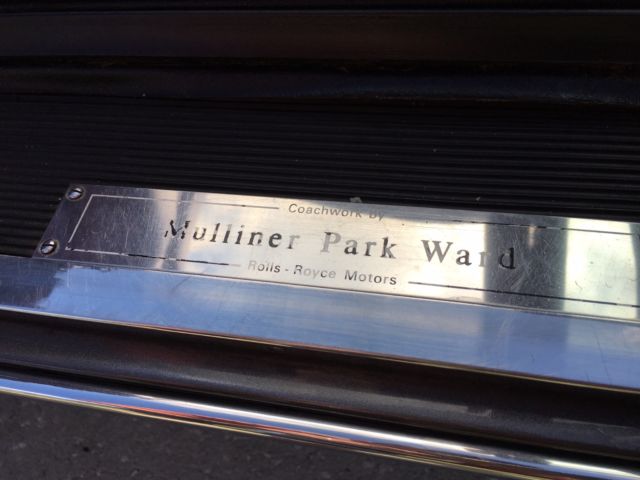 Coachwork by
Mulliner Park Ward
Rolls-Royce Motors